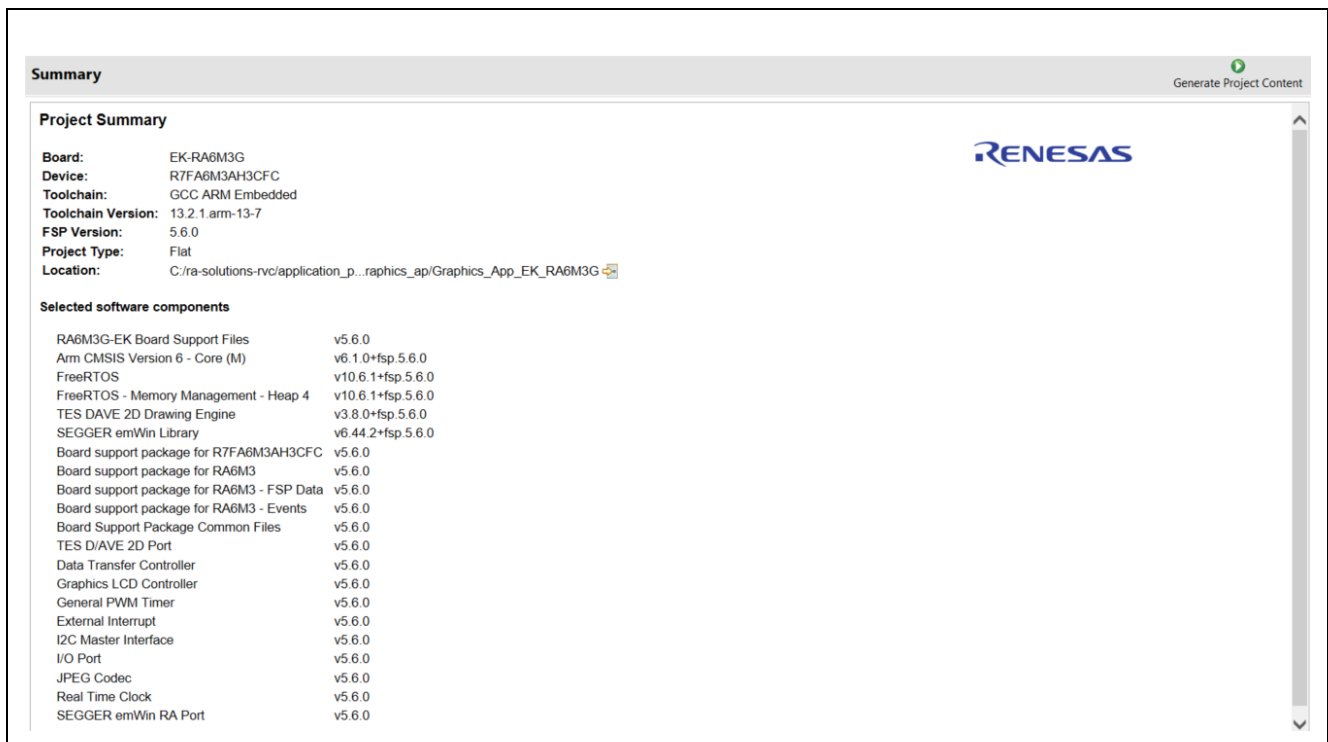 Summary
Generate Project Content
Project Summary
RENESAS
Board: EK-RA6M3G
Device: R7FA6M3AH3CFC
Toolchain: GCC ARM Embedded
Toolchain Version: 13.2.1.arm-13-7
FSP Version: 5.6.0
Project Type: Flat
Location: C:/ra-solutions-rvc/application_p...raphics_ap/Graphics_App_EK_RA6M3G
Selected software components
RA6M3G-EK Board Support Files v5.6.0
Arm CMSIS Version 6 - Core (M) v6.1.0+fsp.5.6.0
FreeRTOS v10.6.1+fsp.5.6.0
FreeRTOS - Memory Management - Heap 4 v10.6.1+fsp.5.6.0
TES DAVE 2D Drawing Engine v3.8.0+fsp.5.6.0
SEGGER emWin Library v6.44.2+fsp.5.6.0
Board support package for R7FA6M3AH3CFC v5.6.0
Board support package for RA6M3 v5.6.0
Board support package for RA6M3 - FSP Data v5.6.0
Board support package for RA6M3 - Events v5.6.0
Board Support Package Common Files v5.6.0
TES D/AVE 2D Port v5.6.0
Data Transfer Controller v5.6.0
Graphics LCD Controller v5.6.0
General PWM Timer v5.6.0
External Interrupt v5.6.0
I2C Master Interface v5.6.0
I/O Port v5.6.0
JPEG Codec v5.6.0
Real Time Clock v5.6.0
SEGGER emWin RA Port v5.6.0